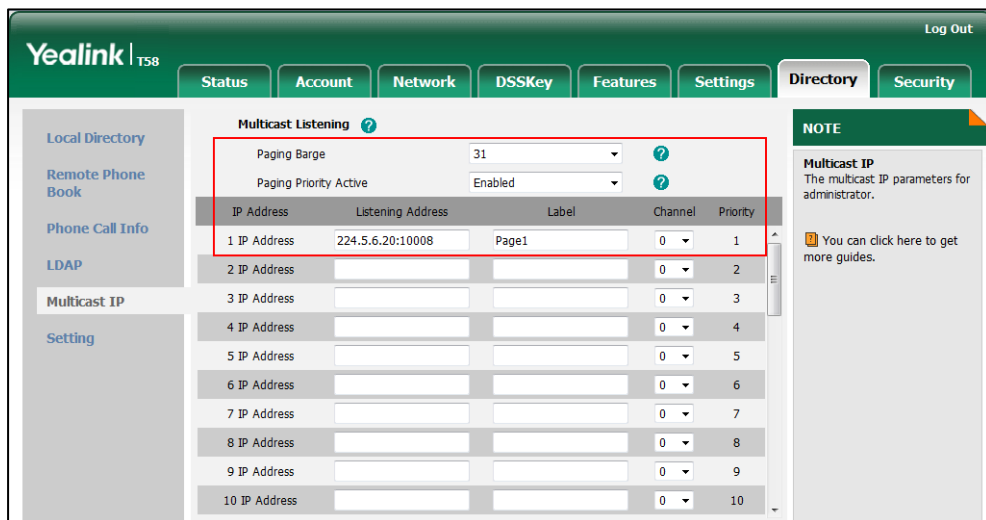 Log Out
Yealink T58
Status Account Network DSSKey Features Settings Directory Security
Local Directory
Remote Phone
Book
Phone Call Info
LDAP
Multicast IP
Setting
Multicast Listening ?
Paging Barge 31 ?
Paging Priority Active Enabled ?
IP Address Listening Address Label Channel Priority
1 IP Address 224.5.6.20:10008 Page1 0 1
2 IP Address 0 2
3 IP Address 0 3
4 IP Address 0 4
5 IP Address 0 5
6 IP Address 0 6
7 IP Address 0 7
8 IP Address 0 8
9 IP Address 0 9
10 IP Address 0 10
NOTE
Multicast IP
The multicast IP parameters for
administrator.
? You can click here to get
more guides.